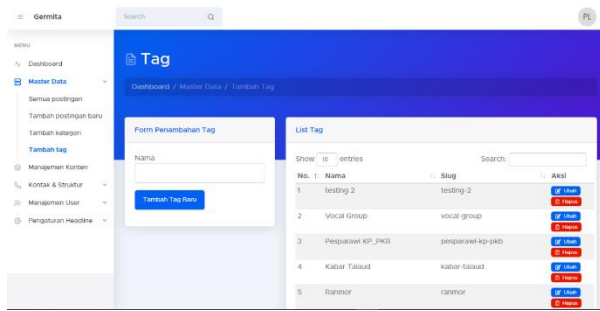 Germita
Search
PL
MENU
Dashboard
Master Data
Semua postingan
Tambah postingan baru
Tambah kategori
Tambah tag
Manajemen Konten
Kontak & Struktur
Manajemen User
Pengaturan Headline
Tag
Dashboard / Master Data / Tambah Tag
Form Penambahan Tag
Nama
Tambah Tag Baru
List Tag
Show 10 entries
Search:
No. Nama Slug Aksi
1 testing 2 testing-2 Ubah
Hapus
2 Vocal Group vocal-group Ubah
Hapus
3 Pesparawi KP_PKB pesparawi-kp-pkb Ubah
Hapus
4 Kabar Talaud kabar-talaud Ubah
Hapus
5 Ranmor ranmor Ubah
Hapus